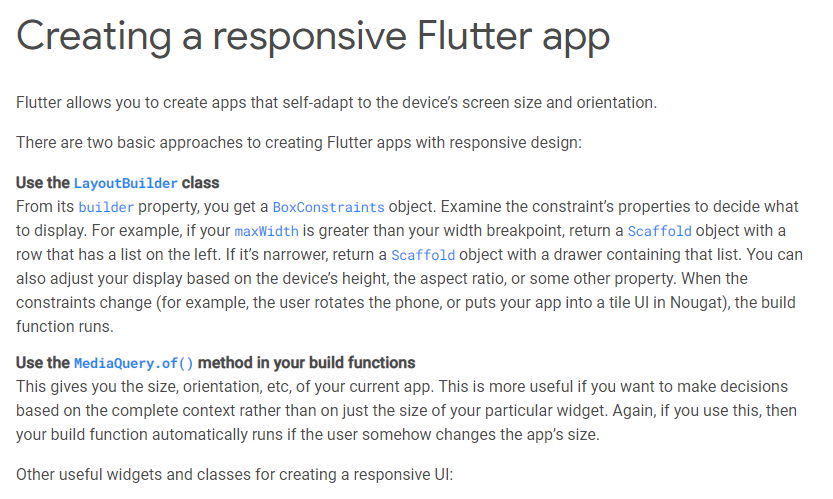 Creating a responsive Flutter app
Flutter allows you to create apps that self-adapt to the device’s screen size and orientation.
There are two basic approaches to creating Flutter apps with responsive design:
Use the LayoutBuilder class
From its builder property, you get a BoxConstraints object. Examine the constraint’s properties to decide what
to display. For example, if your maxWidth is greater than your width breakpoint, return a Scaffold object with a
row that has a list on the left. If it’s narrower, return a Scaffold object with a drawer containing that list. You can
also adjust your display based on the device’s height, the aspect ratio, or some other property. When the
constraints change (for example, the user rotates the phone, or puts your app into a tile UI in Nougat), the build
function runs.
Use the MediaQuery.of() method in your build functions
This gives you the size, orientation, etc, of your current app. This is more useful if you want to make decisions
based on the complete context rather than on just the size of your particular widget. Again, if you use this, then
your build function automatically runs if the user somehow changes the app’s size.
Other useful widgets and classes for creating a responsive UI: